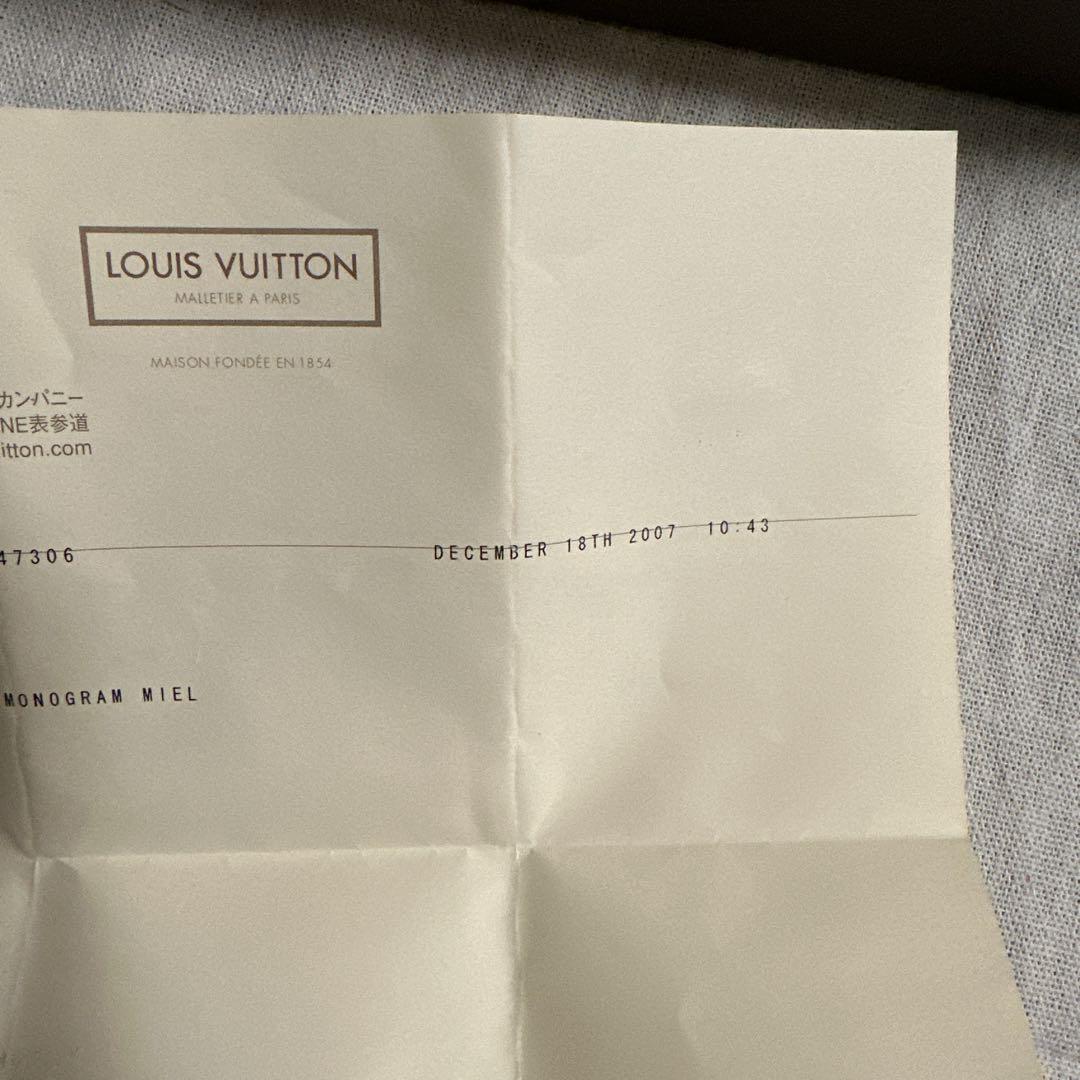 LOUIS VUITTON
MALLETIER A PARIS
MAISON FONDÉE EN 1854
カンパニー
NE表参道
itton.com
47306 DECEMBER 18TH 2007 10:43
MONOGRAM MIEL